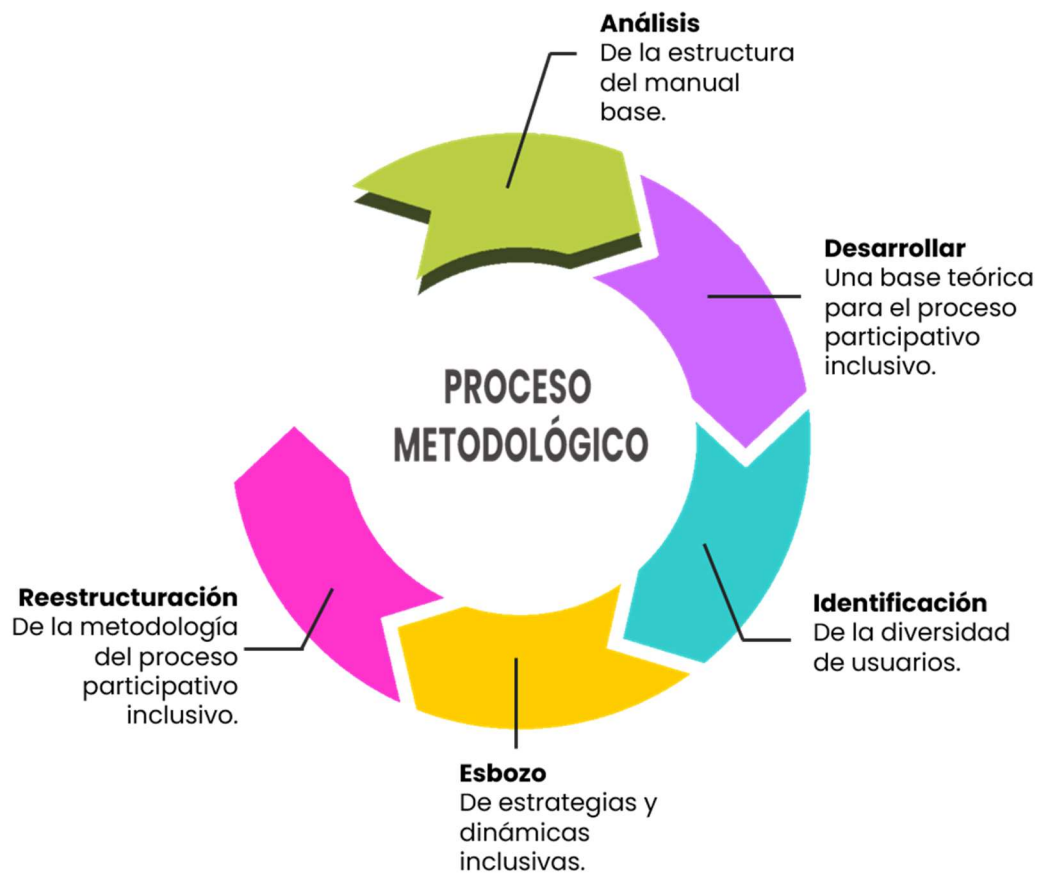 Análisis
De la estructura
del manual
base.
Desarrollar
Una base teórica
para el proceso
participativo
inclusivo.
PROCESO
METODOLÓGICO
Identificación
De la diversidad
de usuarios.
Esbozo
De estrategias y
dinámicas
inclusivas.
Reestructuración
De la metodología
del proceso
participativo
inclusivo.